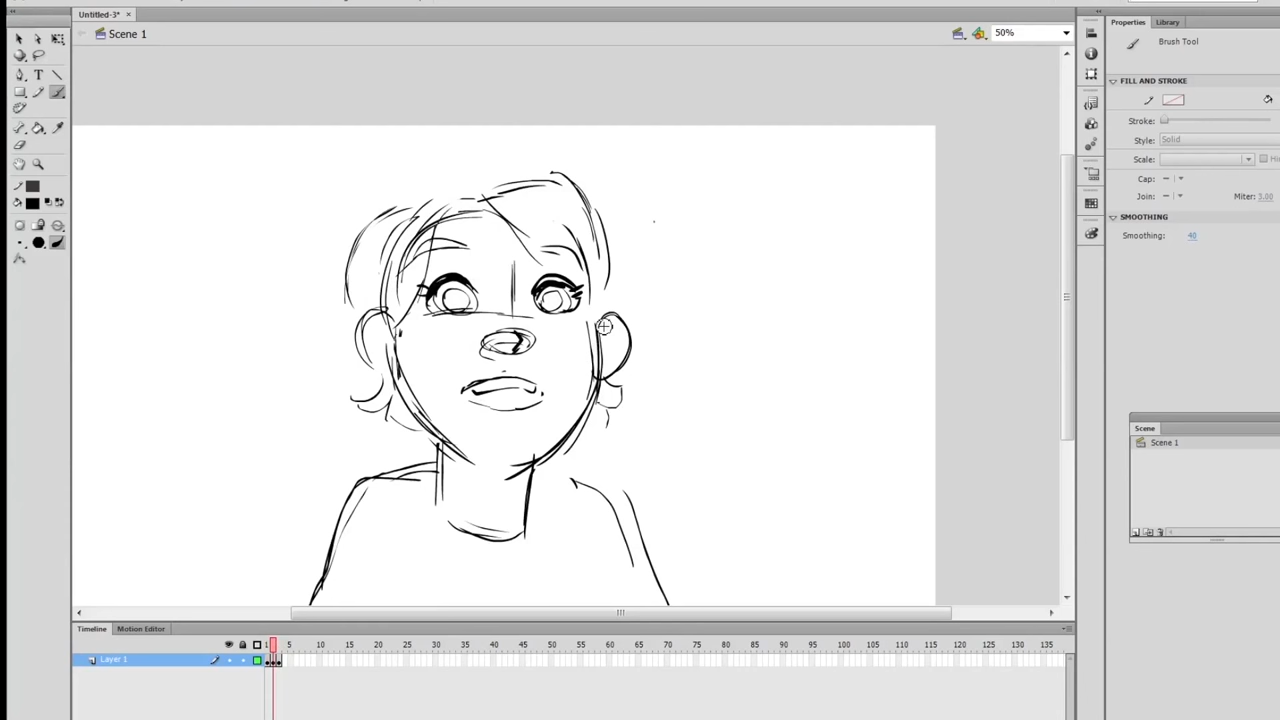 Untitled-3* ×
Scene 1
50%
Properties Library
Brush Tool
FILL AND STROKE
Stroke:
Style: Solid
Scale:
Cap:
Join: Miter: 3.00
SMOOTHING
Smoothing: 40
Scene
Scene 1
Timeline Motion Editor
1 5 10 15 20 25 30 35 40 45 50 55 60 65 70 75 80 85 90 95 100 105 110 115 120 125 130 135
Layer 1